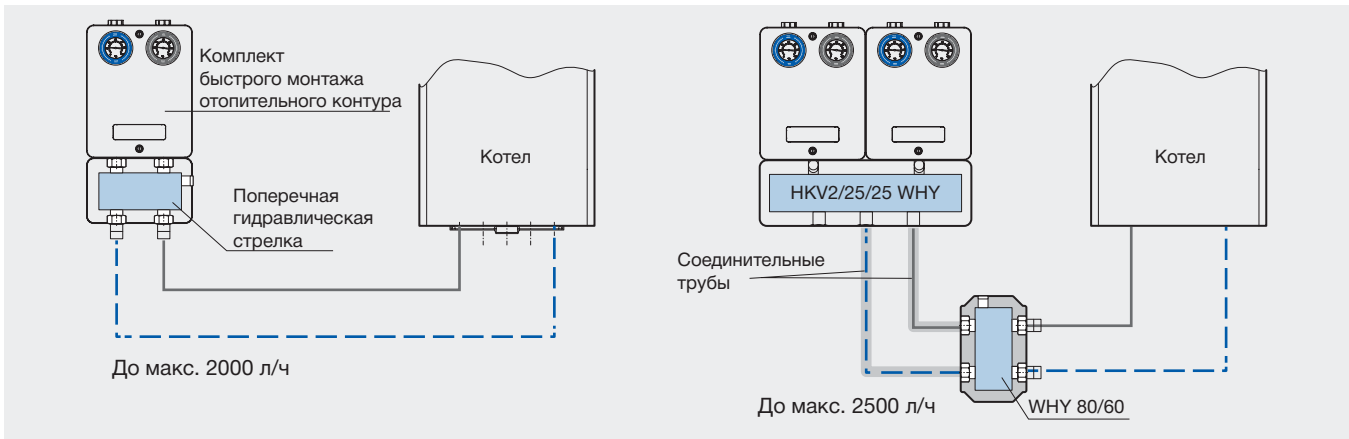 Комплект
быстрого монтажа
отопительного контура
Котел
Поперечная
гидравлическая
стрелка
До макс. 2000 л/ч
HKV2/25/25 WHY
Котел
Соединительные
трубы
До макс. 2500 л/ч
WHY 80/60